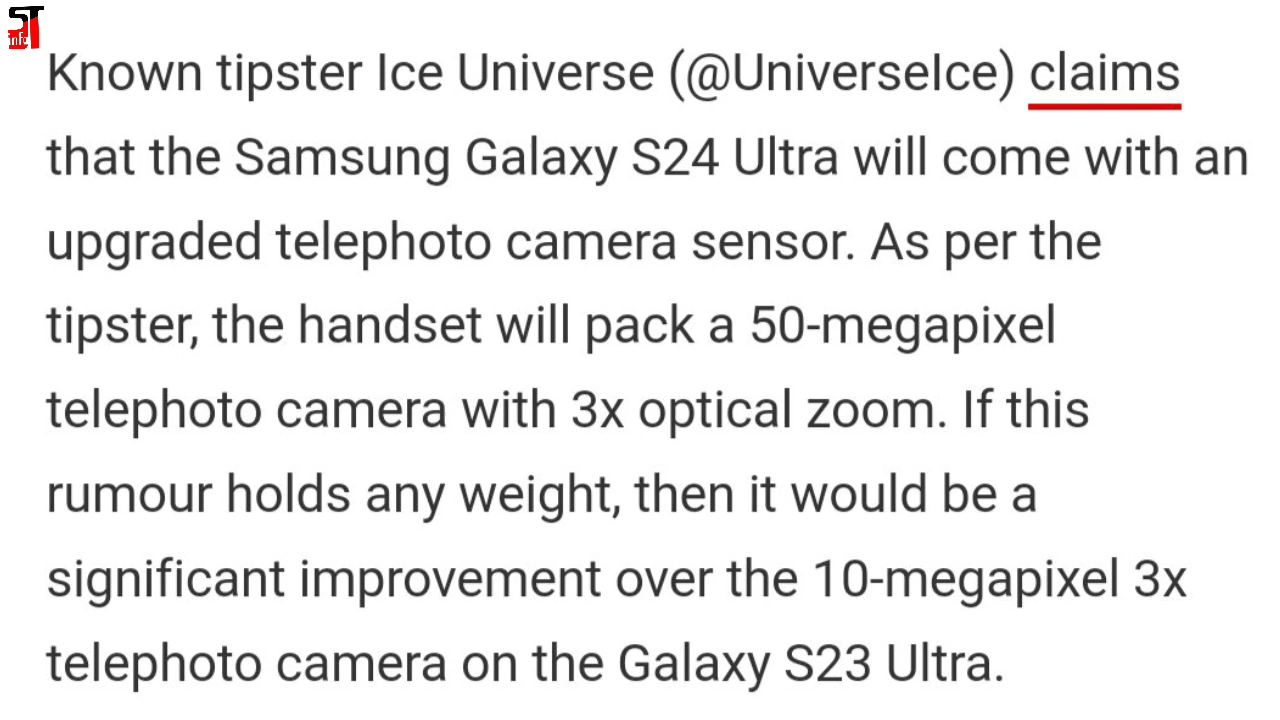 ST
info
Known tipster Ice Universe (@UniverseIce) claims
that the Samsung Galaxy S24 Ultra will come with an
upgraded telephoto camera sensor. As per the
tipster, the handset will pack a 50-megapixel
telephoto camera with 3x optical zoom. If this
rumour holds any weight, then it would be a
significant improvement over the 10-megapixel 3x
telephoto camera on the Galaxy S23 Ultra.